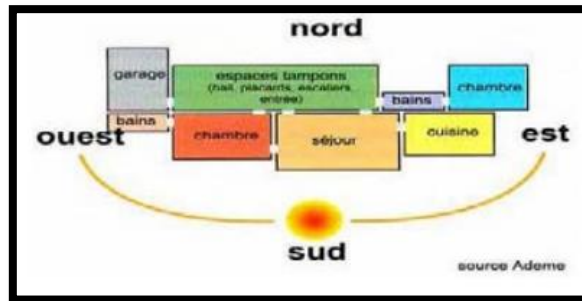 nord
garage
espaces tampons
(hall, placards, escaliers,
entrée)
bains
chambre
ouest
bains
chambre
séjour
cuisine
est
sud
source Ademe